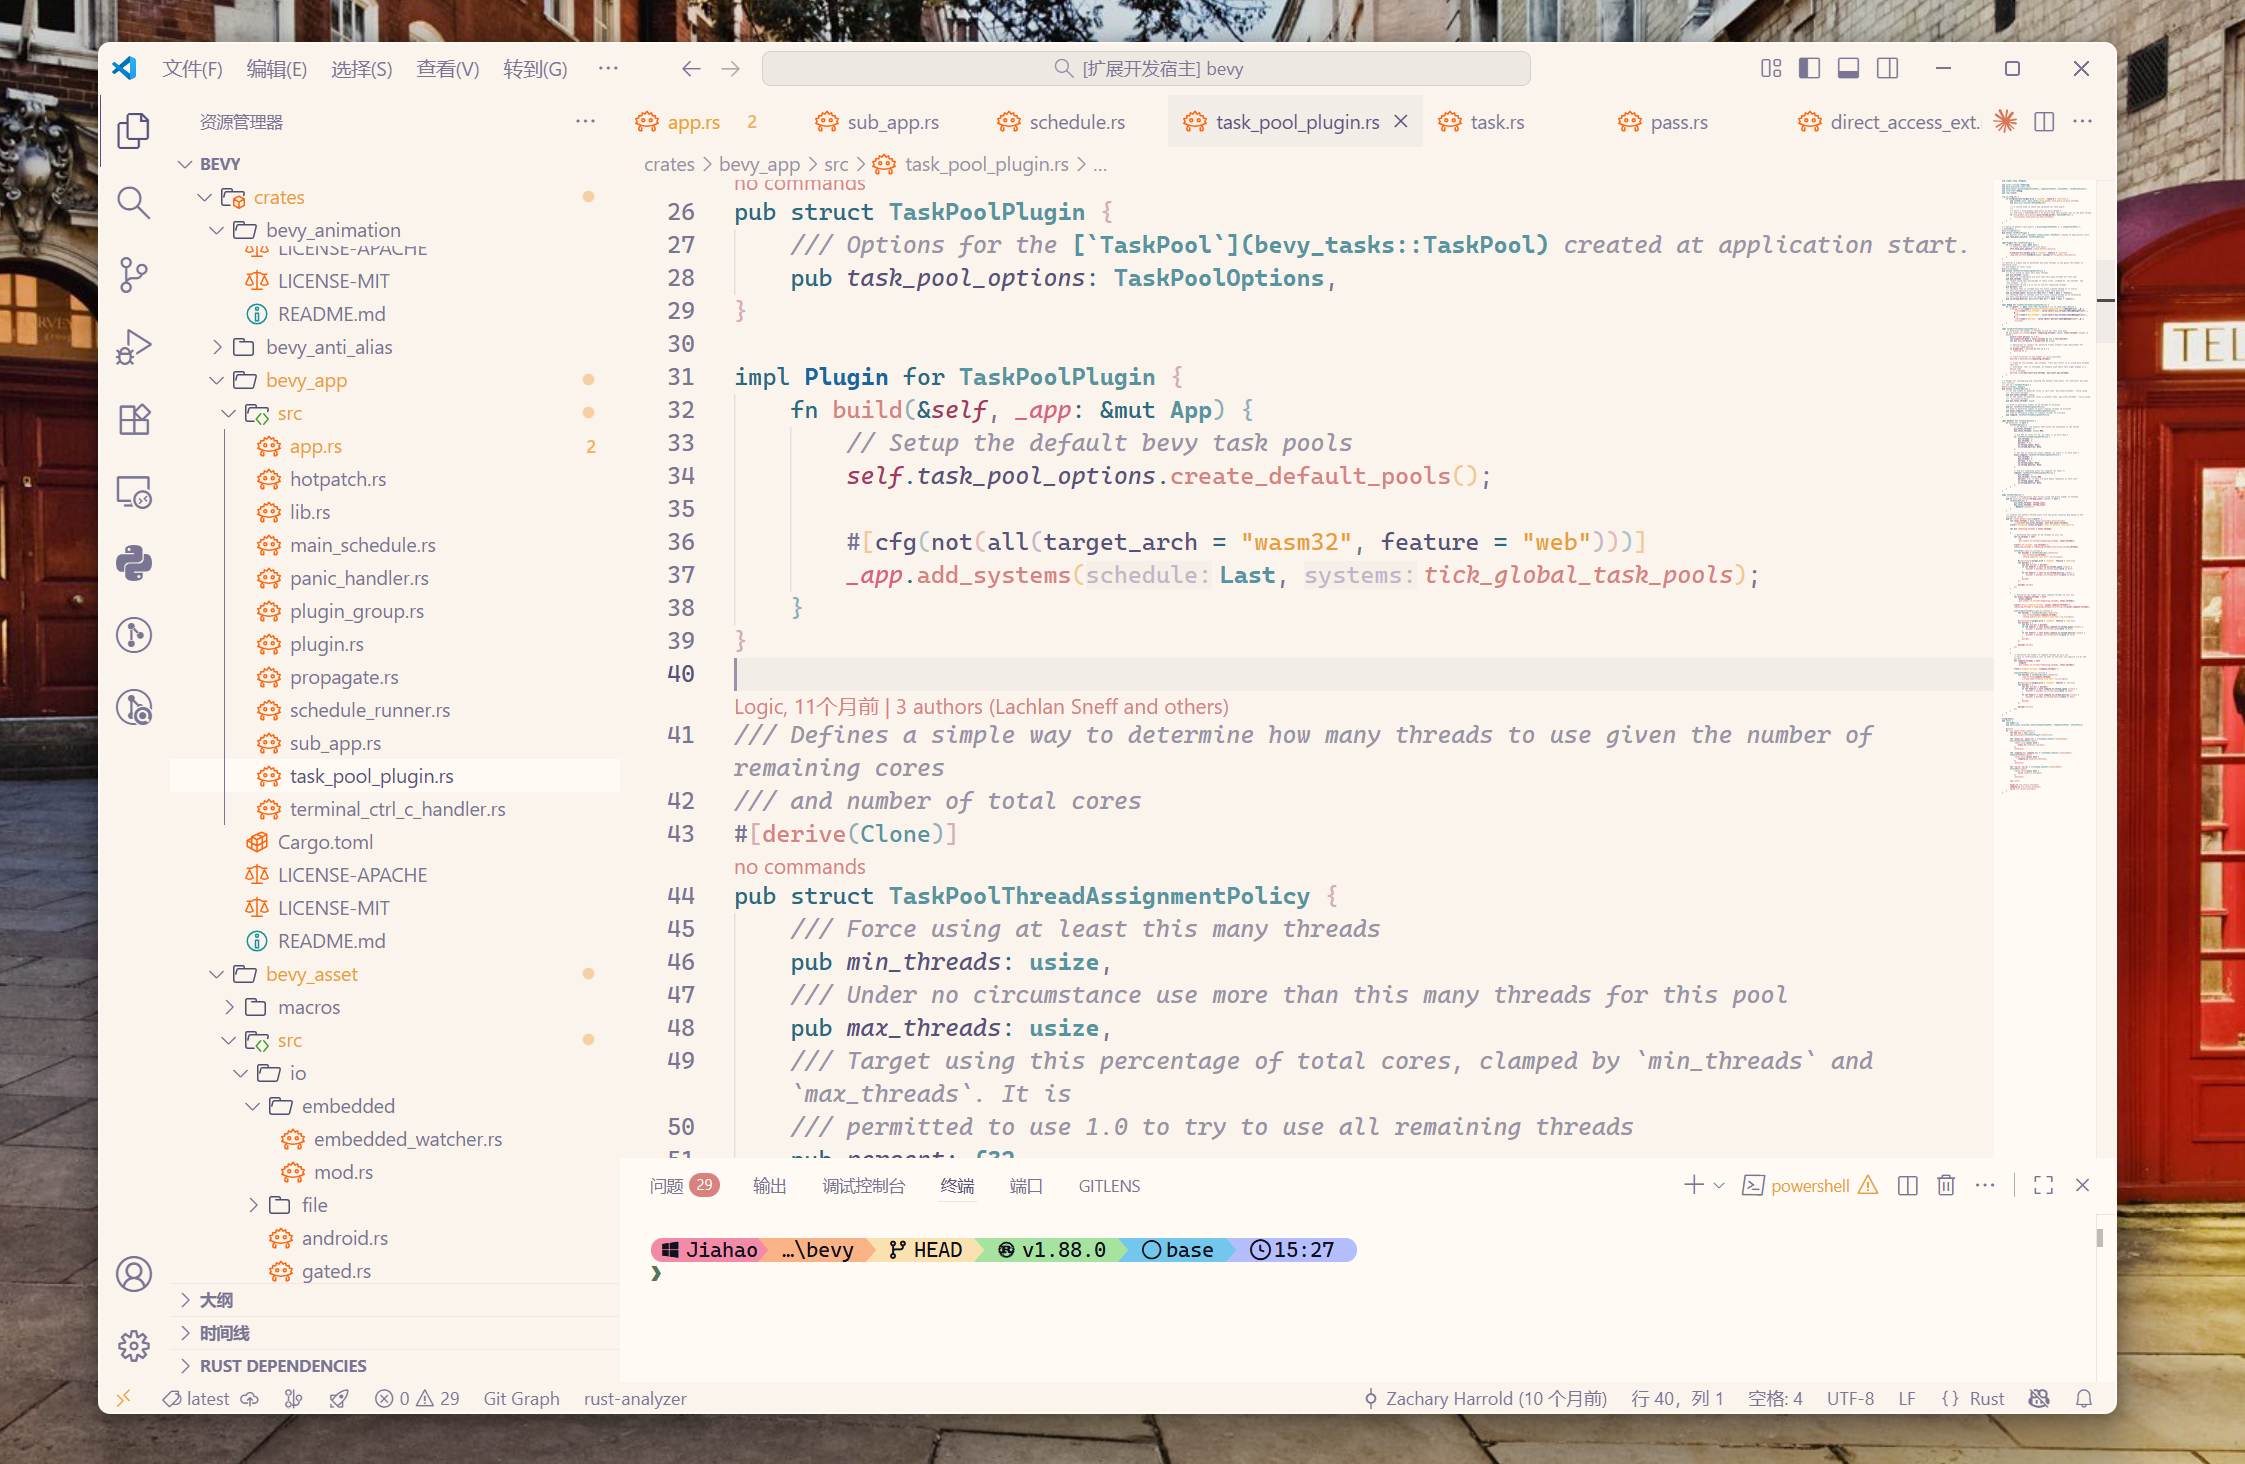 文件(F) 编辑(E) 选择(S) 查看(V) 转到(G) ··· [扩展开发宿主] bevy
资源管理器
BEVY
crates
bevy_animation
LICENSE-APACHE
LICENSE-MIT
README.md
bevy_anti_alias
bevy_app
src
app.rs 2
hotpatch.rs
lib.rs
main_schedule.rs
panic_handler.rs
plugin_group.rs
plugin.rs
propagate.rs
schedule_runner.rs
sub_app.rs
task_pool_plugin.rs
terminal_ctrl_c_handler.rs
Cargo.toml
LICENSE-APACHE
LICENSE-MIT
README.md
bevy_asset
macros
src
io
embedded
embedded_watcher.rs
mod.rs
file
android.rs
gated.rs
大纲
时间线
RUST DEPENDENCIES
app.rs 2 sub_app.rs schedule.rs task_pool_plugin.rs task.rs pass.rs direct_access_ext.
crates > bevy_app > src > task_pool_plugin.rs > ...
no commands
26 pub struct TaskPoolPlugin {
27 /// Options for the [`TaskPool`](bevy_tasks::TaskPool) created at application start.
28 pub task_pool_options: TaskPoolOptions,
29 }
30
31 impl Plugin for TaskPoolPlugin {
32 fn build(&self, _app: &mut App) {
33 // Setup the default bevy task pools
34 self.task_pool_options.create_default_pools();
35
36 #[cfg(not(all(target_arch = "wasm32", feature = "web")))]
37 _app.add_systems(schedule: Last, systems: tick_global_task_pools);
38 }
39 }
40
Logic, 11个月前 | 3 authors (Lachlan Sneff and others)
41 /// Defines a simple way to determine how many threads to use given the number of
remaining cores
42 /// and number of total cores
43 #[derive(Clone)]
no commands
44 pub struct TaskPoolThreadAssignmentPolicy {
45 /// Force using at least this many threads
46 pub min_threads: usize,
47 /// Under no circumstance use more than this many threads for this pool
48 pub max_threads: usize,
49 /// Target using this percentage of total cores, clamped by `min_threads` and
`max_threads`. It is
50 /// permitted to use 1.0 to try to use all remaining threads
51 pub percent: f32
问题 29 输出 调试控制台 终端 端口 GITLENS powershell
Jiahao …\bevy HEAD v1.88.0 base 15:27
❯
latest 0 29 Git Graph rust-analyzer Zachary Harrold (10 个月前) 行 40，列 1 空格: 4 UTF-8 LF {} Rust
TEL